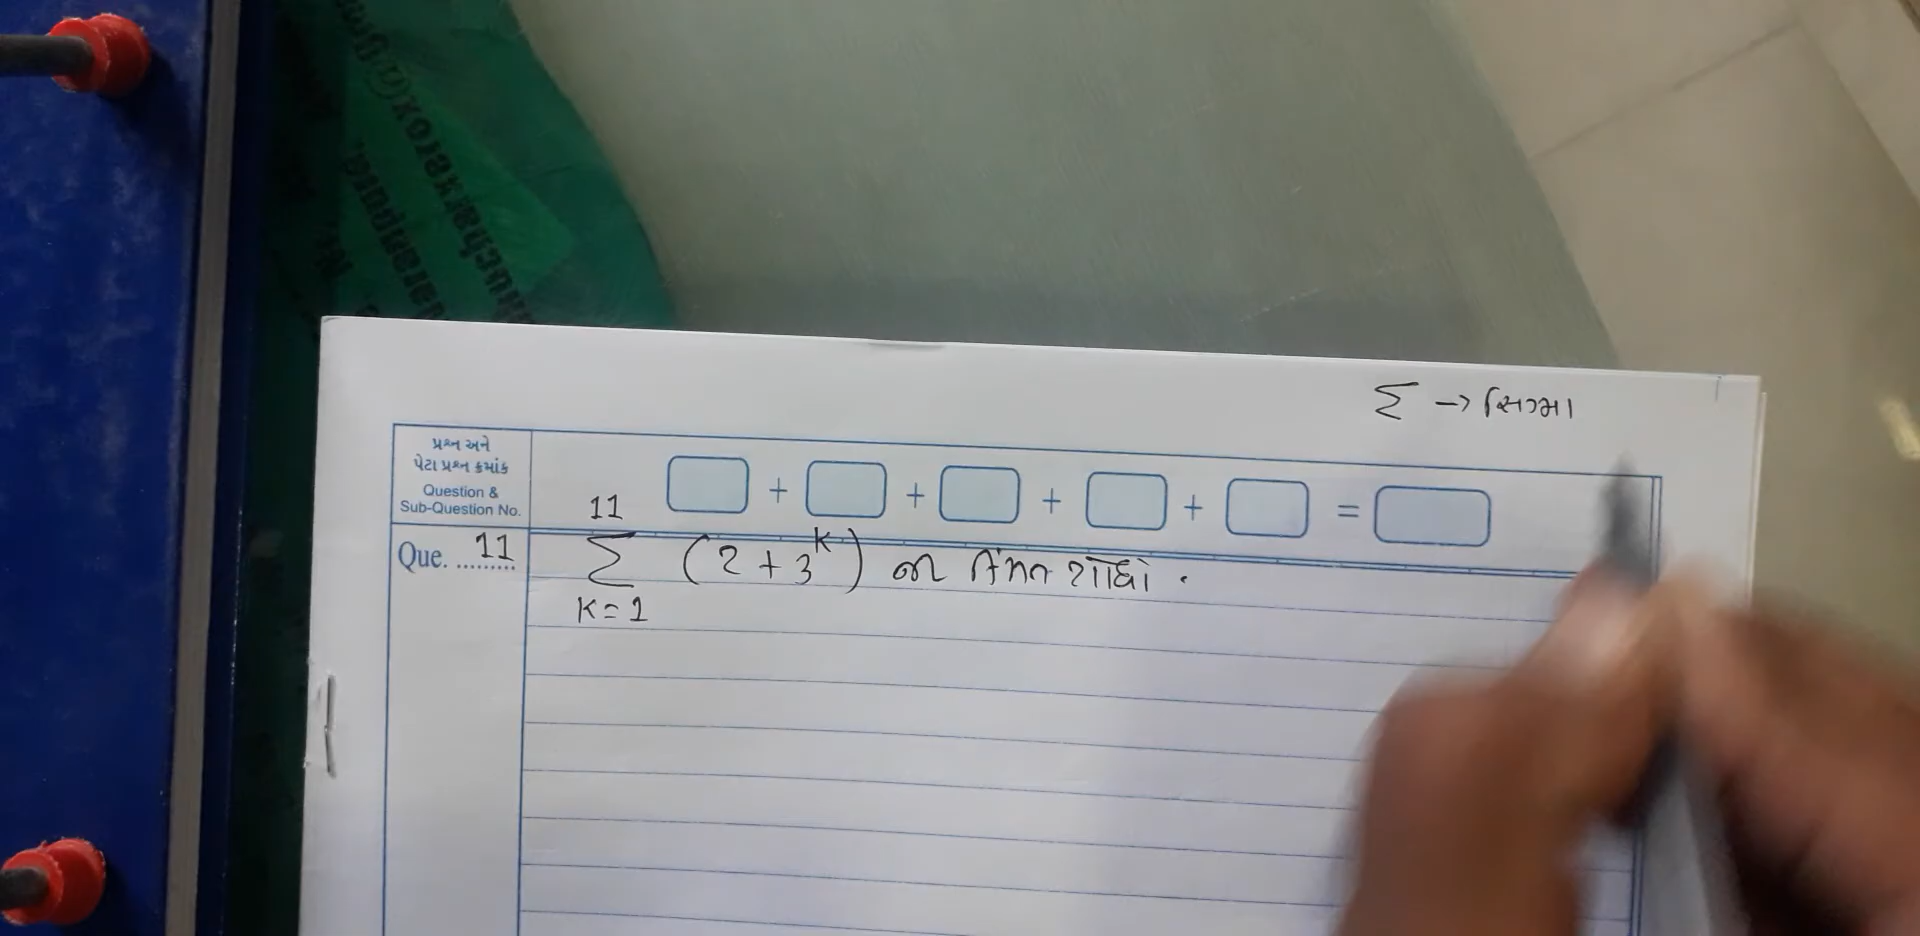 Σ → સિગ્મા
પ્રશ્ન અને
પેટા પ્રશ્ન ક્રમાંક
Question &
Sub-Question No.
+ + + + =
Que. 11
11
Σ (2 + 3^k) ની કિંમત શોધો.
K = 1